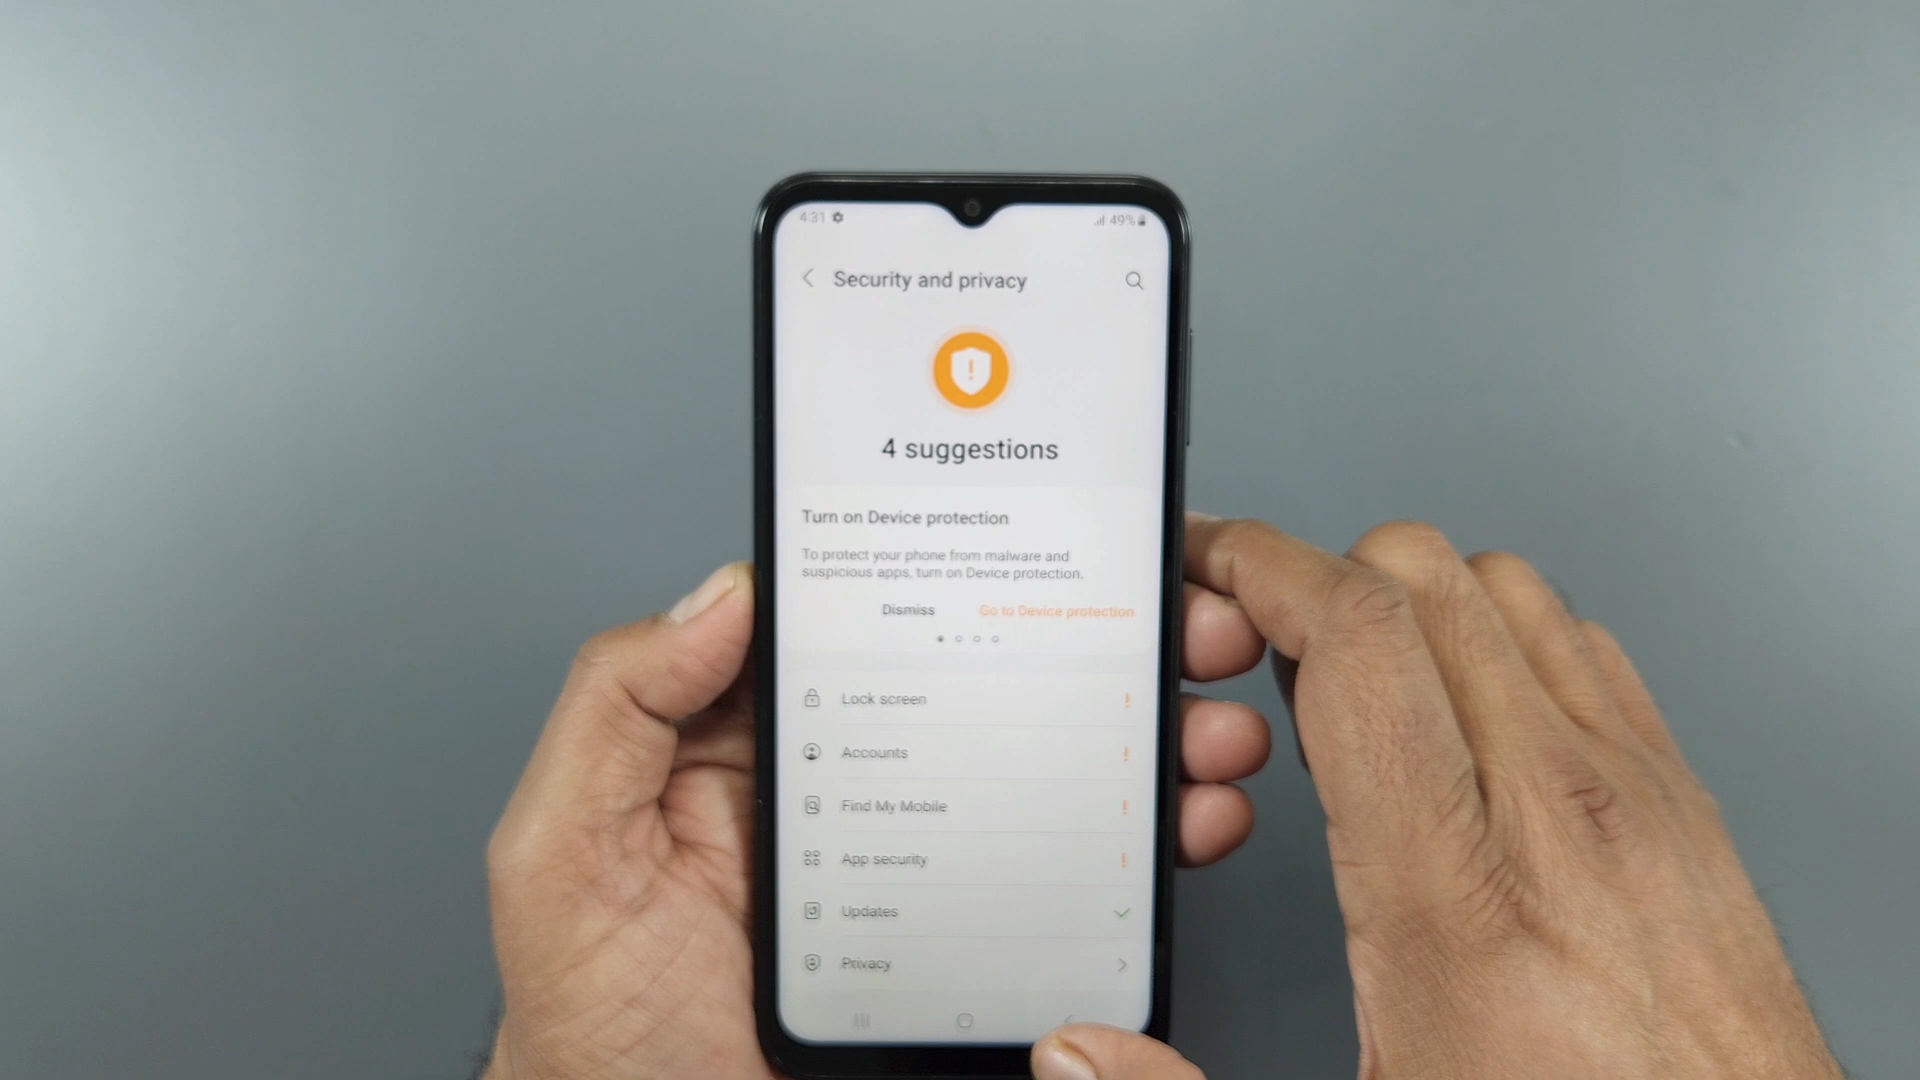 4:31 49%
Security and privacy
4 suggestions
Turn on Device protection
To protect your phone from malware and
suspicious apps, turn on Device protection.
Dismiss Go to Device protection
Lock screen
Accounts
Find My Mobile
App security
Updates
Privacy